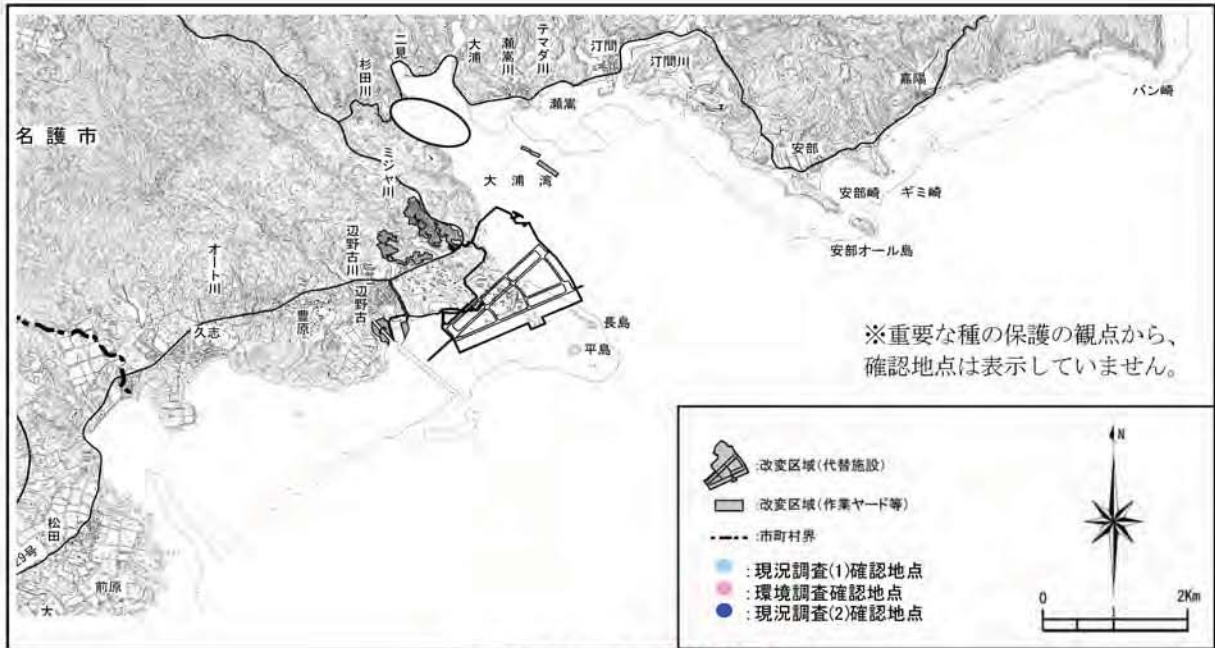 名護市
杉田川
二見
大浦
瀬嵩川
テマダ川
汀間
汀間川
瀬嵩
嘉陽
バン崎
安部
安部崎
ギミ崎
安部オール島
大浦湾
ミジャ川
辺野古川
辺野古
オート川
久志
豊原
長島
平島
松田
29号
前原
大
※重要な種の保護の観点から、
確認地点は表示していません。
:改変区域(代替施設)
:改変区域(作業ヤード等)
:市町村界
:現況調査(1)確認地点
:環境調査確認地点
:現況調査(2)確認地点
N
0 2Km